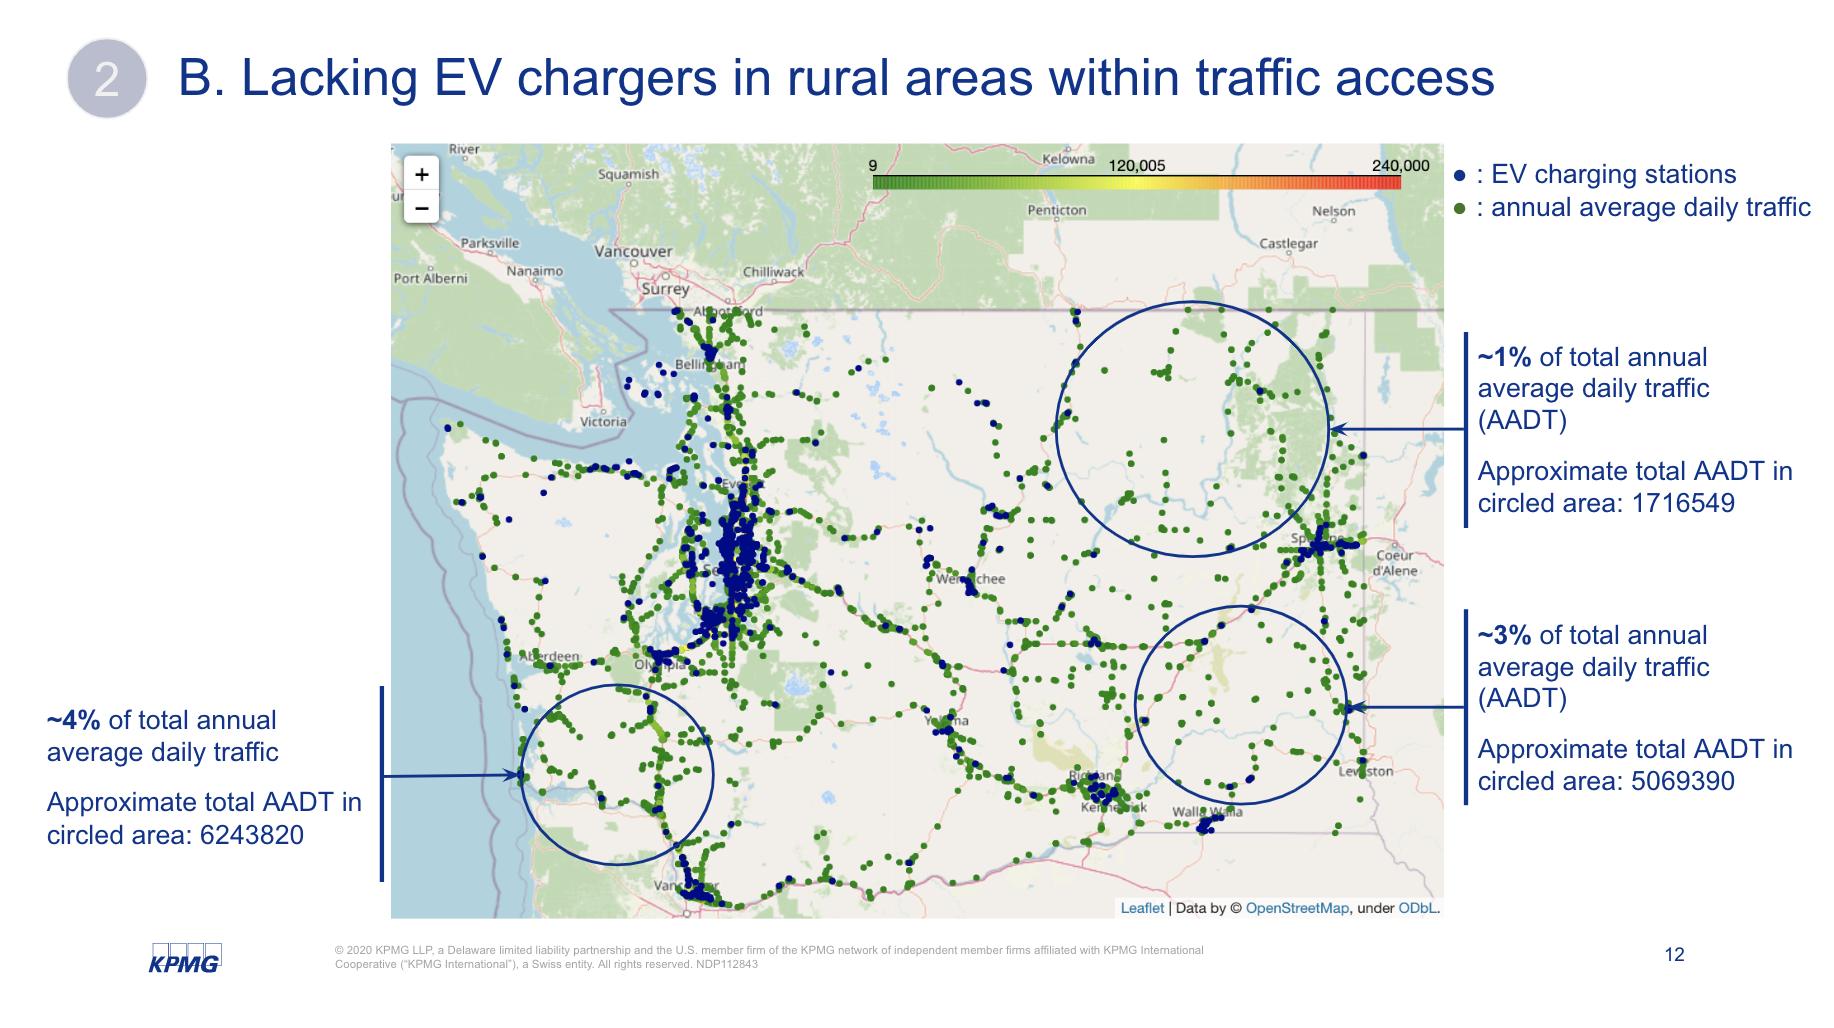 2
B. Lacking EV chargers in rural areas within traffic access
+
−
9
120,005
240,000
● : EV charging stations
● : annual average daily traffic
River
Squamish
Kelowna
Penticton
Nelson
Castlegar
Parksville
Vancouver
Port Alberni
Nanaimo
Chilliwack
Surrey
Bellingham
Victoria
~1% of total annual
average daily traffic
(AADT)
Approximate total AADT in
circled area: 1716549
Coeur
d'Alene
Aberdeen
~3% of total annual
average daily traffic
(AADT)
Approximate total AADT in
circled area: 5069390
~4% of total annual
average daily traffic
Approximate total AADT in
circled area: 6243820
Lewiston
Walla Walla
Leaflet | Data by © OpenStreetMap, under ODbL.
KPMG
© 2020 KPMG LLP, a Delaware limited liability partnership and the U.S. member firm of the KPMG network of independent member firms affiliated with KPMG International
Cooperative (“KPMG International”), a Swiss entity. All rights reserved. NDP112843
12